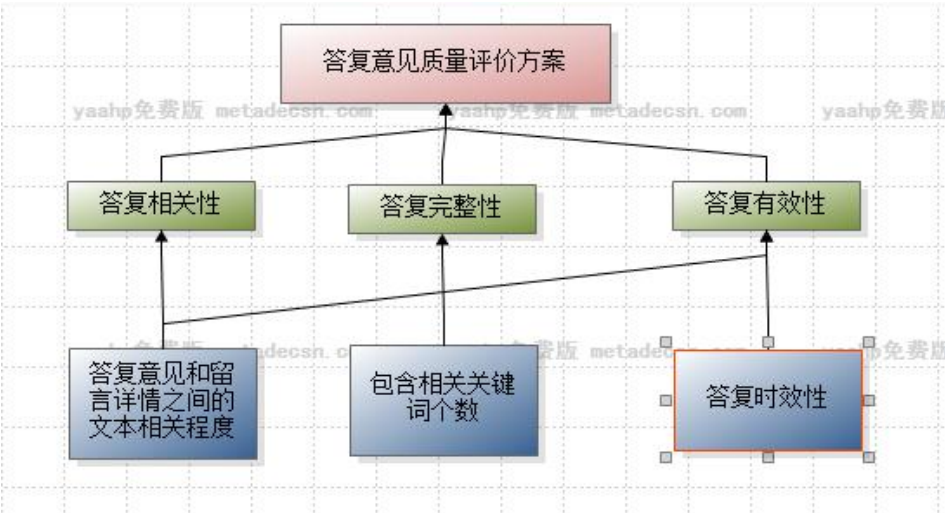 答复意见质量评价方案
yaahp免费版 metadecsn.com
yaahp免费版 metadecsn.com
yaahp免费版
答复相关性
答复完整性
答复有效性
答复意见和留
言详情之间的
文本相关程度
包含相关关键
词个数
答复时效性